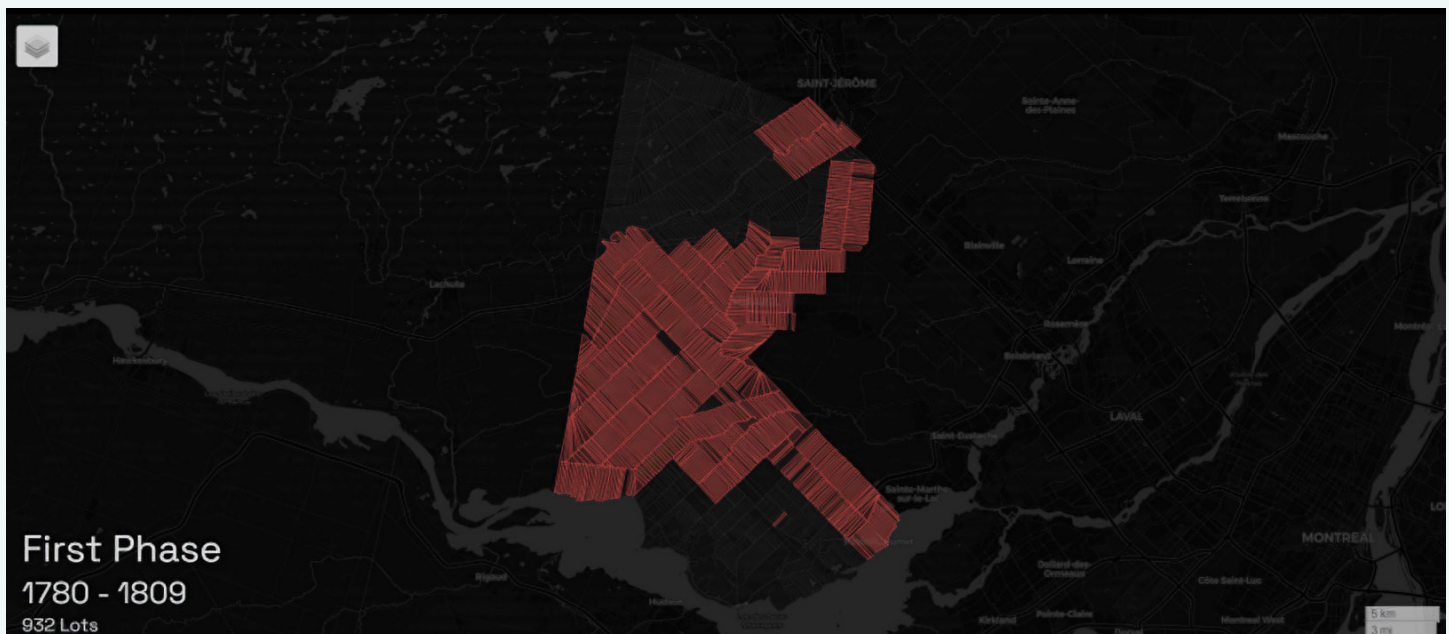 SAINT-JÉRÔME
Sainte-Anne-
des-Plaines
Mascouche
Terrebonne
Blainville
Lorraine
Lachute
Rosemère
Boisbriand
Hawkesbury
LAVAL
Saint-Eustache
Sainte-Marthe-
sur-le-Lac
MONTREAL
First Phase
1780 - 1809
932 Lots
Rigaud
Hudson
Dollard-des-
Ormeaux
Côte Saint-Luc
Kirkland
Pointe-Claire
Montreal West
Dorval
5 km
3 mi